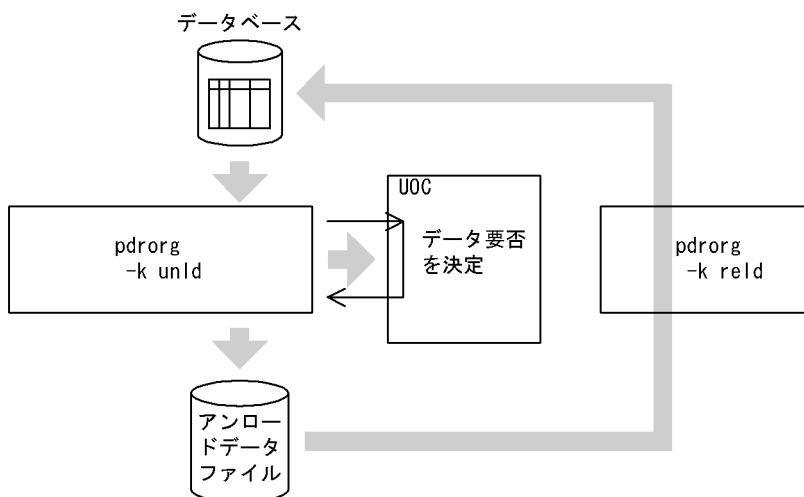 データベース
UOC
pdrorg
-k unld
データ要否
を決定
pdrorg
-k reld
アンロー
ドデータ
ファイル